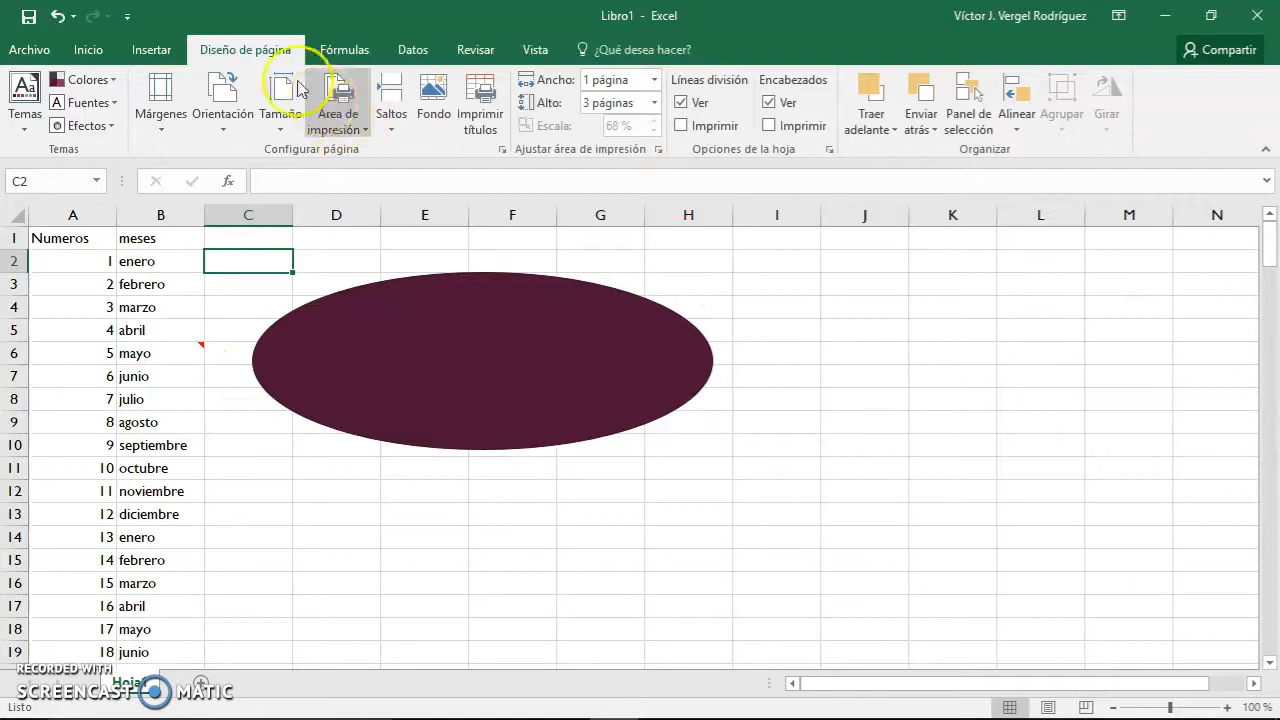 Libro1 - Excel
Víctor J. Vergel Rodríguez
Archivo Inicio Insertar Diseño de página Fórmulas Datos Revisar Vista ¿Qué desea hacer? Compartir
Aa
Temas
Colores
Fuentes
Efectos
Temas
Márgenes
Orientación
Tamaño
Área de
impresión
Saltos
Fondo
Imprimir
títulos
Configurar página
Ancho: 1 página
Alto: 3 páginas
Escala: 68 %
Ajustar área de impresión
Líneas división
Ver
Imprimir
Encabezados
Ver
Imprimir
Opciones de la hoja
Traer
adelante
Enviar
atrás
Panel de
selección
Alinear
Agrupar
Girar
Organizar
C2
fx
A B C D E F G H I J K L M N
1 Numeros meses
2 1 enero
3 2 febrero
4 3 marzo
5 4 abril
6 5 mayo
7 6 junio
8 7 julio
9 8 agosto
10 9 septiembre
11 10 octubre
12 11 noviembre
13 12 diciembre
14 13 enero
15 14 febrero
16 15 marzo
17 16 abril
18 17 mayo
19 18 junio
RECORDED WITH
SCREENCAST MATIC
Listo
100 %